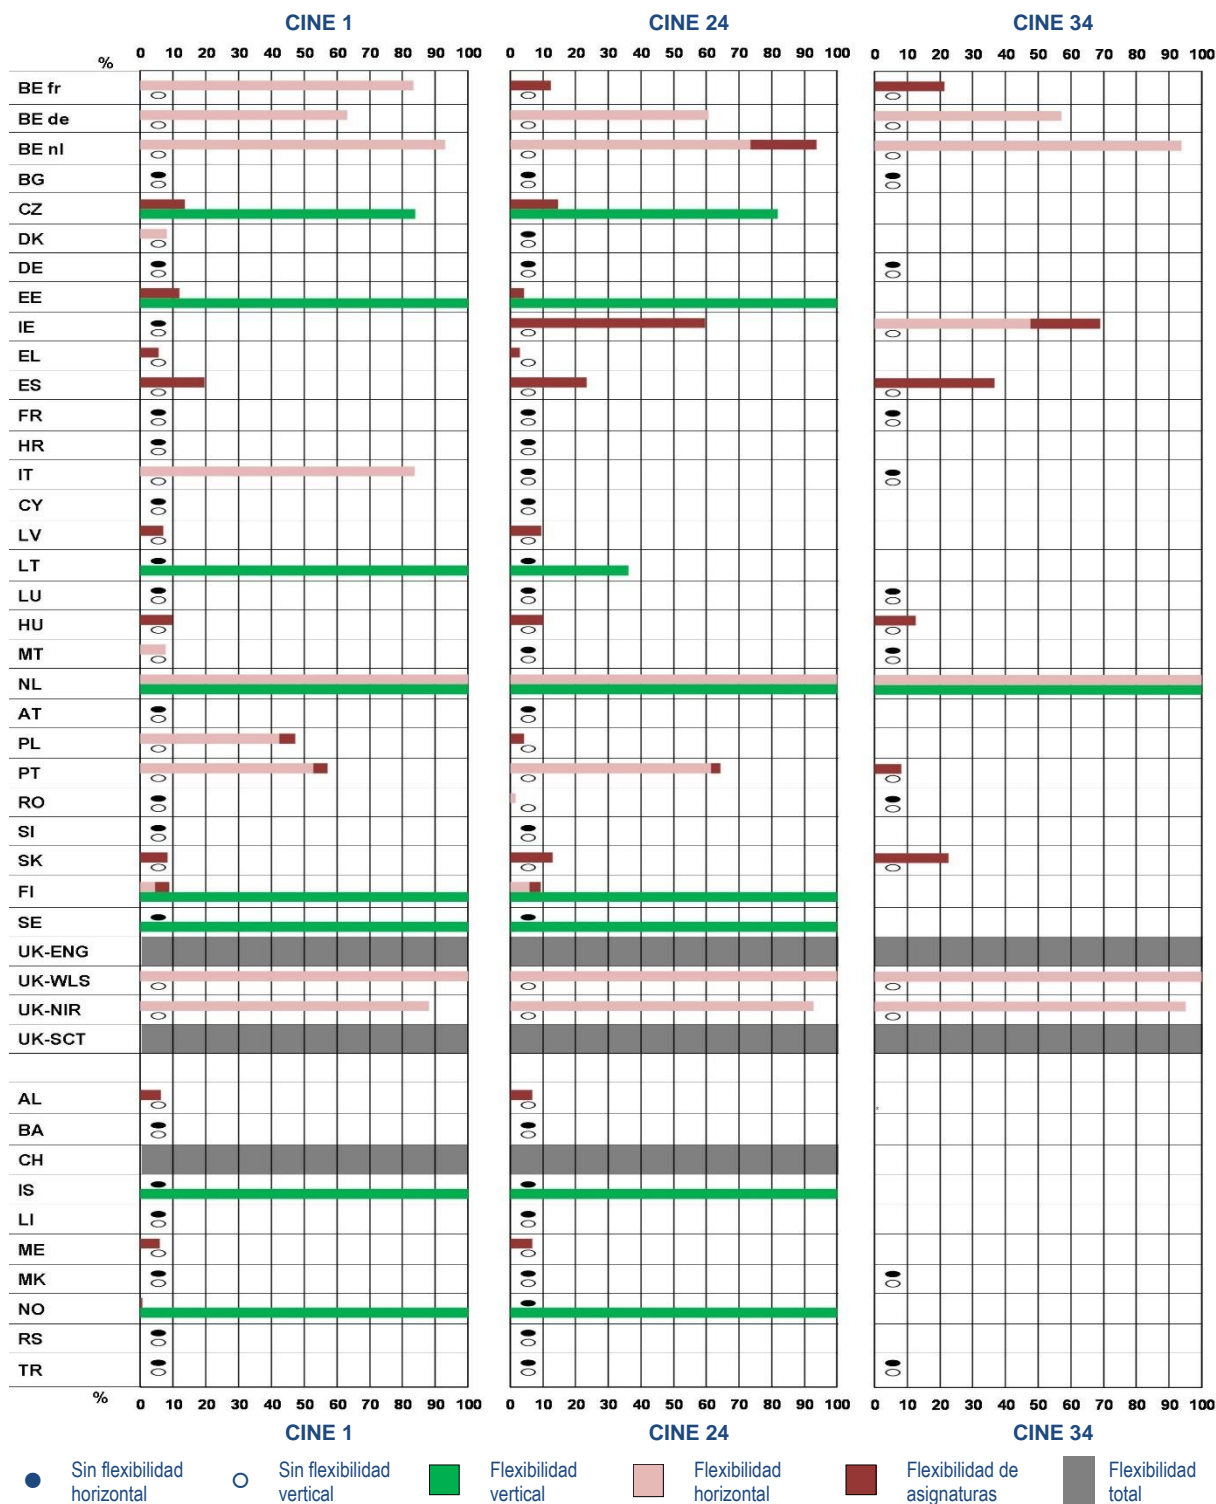 CINE 1 CINE 24 CINE 34
% 0 10 20 30 40 50 60 70 80 90 100 0 10 20 30 40 50 60 70 80 90 100 0 10 20 30 40 50 60 70 80 90 100
BE fr
BE de
BE nl
BG
CZ
DK
DE
EE
IE
EL
ES
FR
HR
IT
CY
LV
LT
LU
HU
MT
NL
AT
PL
PT
RO
SI
SK
FI
SE
UK-ENG
UK-WLS
UK-NIR
UK-SCT
AL
BA
CH
IS
LI
ME
MK
NO
RS
TR
% 0 10 20 30 40 50 60 70 80 90 100 0 10 20 30 40 50 60 70 80 90 100 0 10 20 30 40 50 60 70 80 90 100
CINE 1 CINE 24 CINE 34
Sin flexibilidad horizontal
Sin flexibilidad vertical
Flexibilidad vertical
Flexibilidad horizontal
Flexibilidad de asignaturas
Flexibilidad total